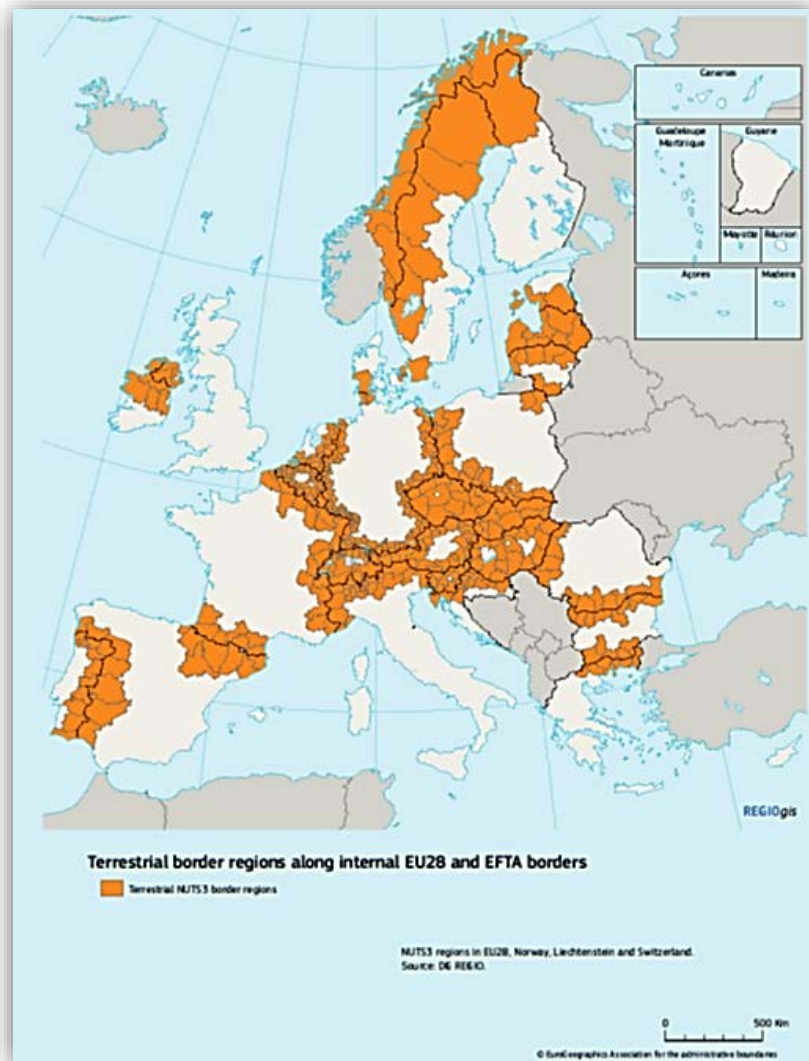 Canarias
Guadeloupe
Martinique
Guyane
Mayotte
Réunion
Açores
Madeira
REGIOgis
Terrestrial border regions along internal EU28 and EFTA borders
Terrestrial NUTS3 border regions
NUTS3 regions in EU28, Norway, Liechtenstein and Switzerland.
Source: DG REGIO.
0 500 Km
© EuroGeographics Association for the administrative boundaries